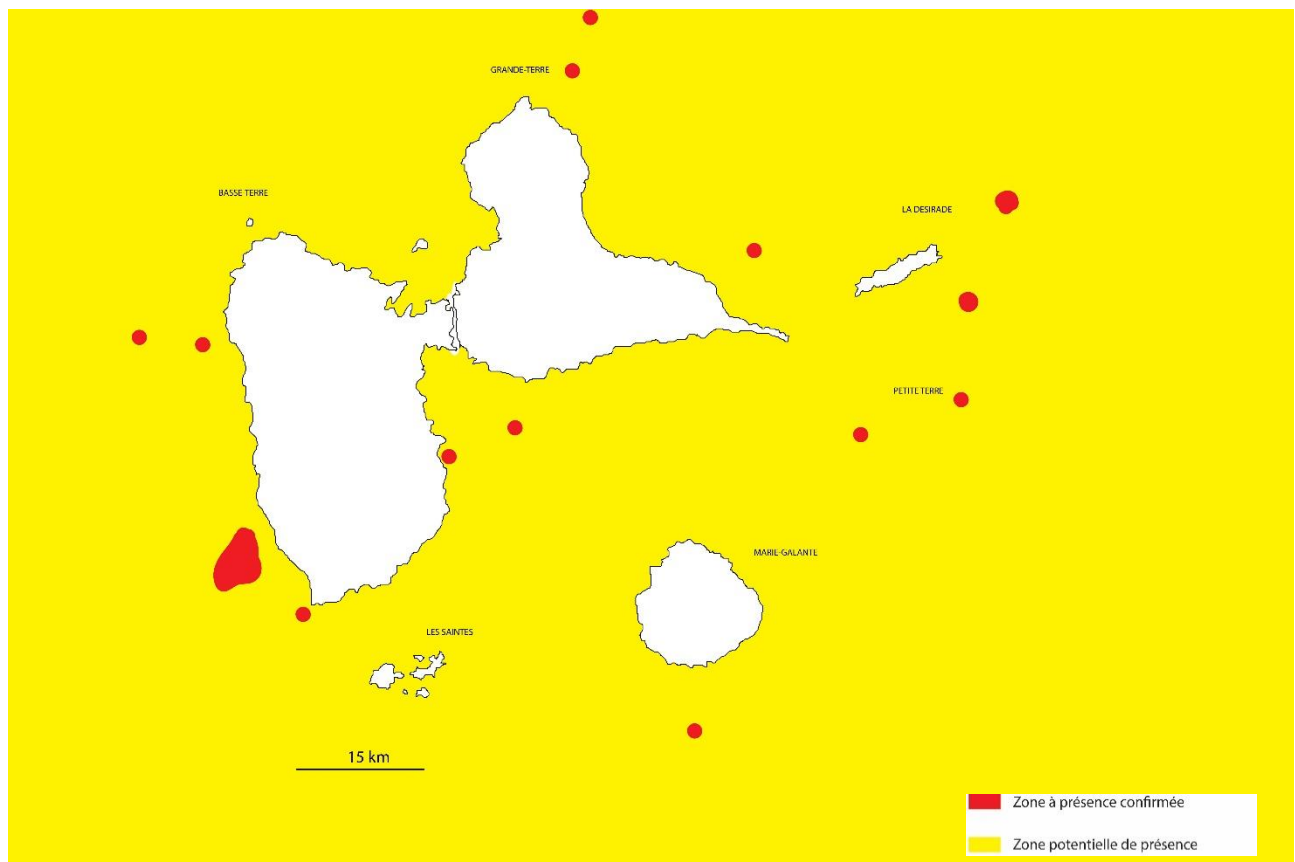 GRANDE-TERRE
BASSE TERRE
LA DESIRADE
PETITE TERRE
MARIE-GALANTE
LES SAINTES
15 km
Zone à présence confirmée
Zone potentielle de présence